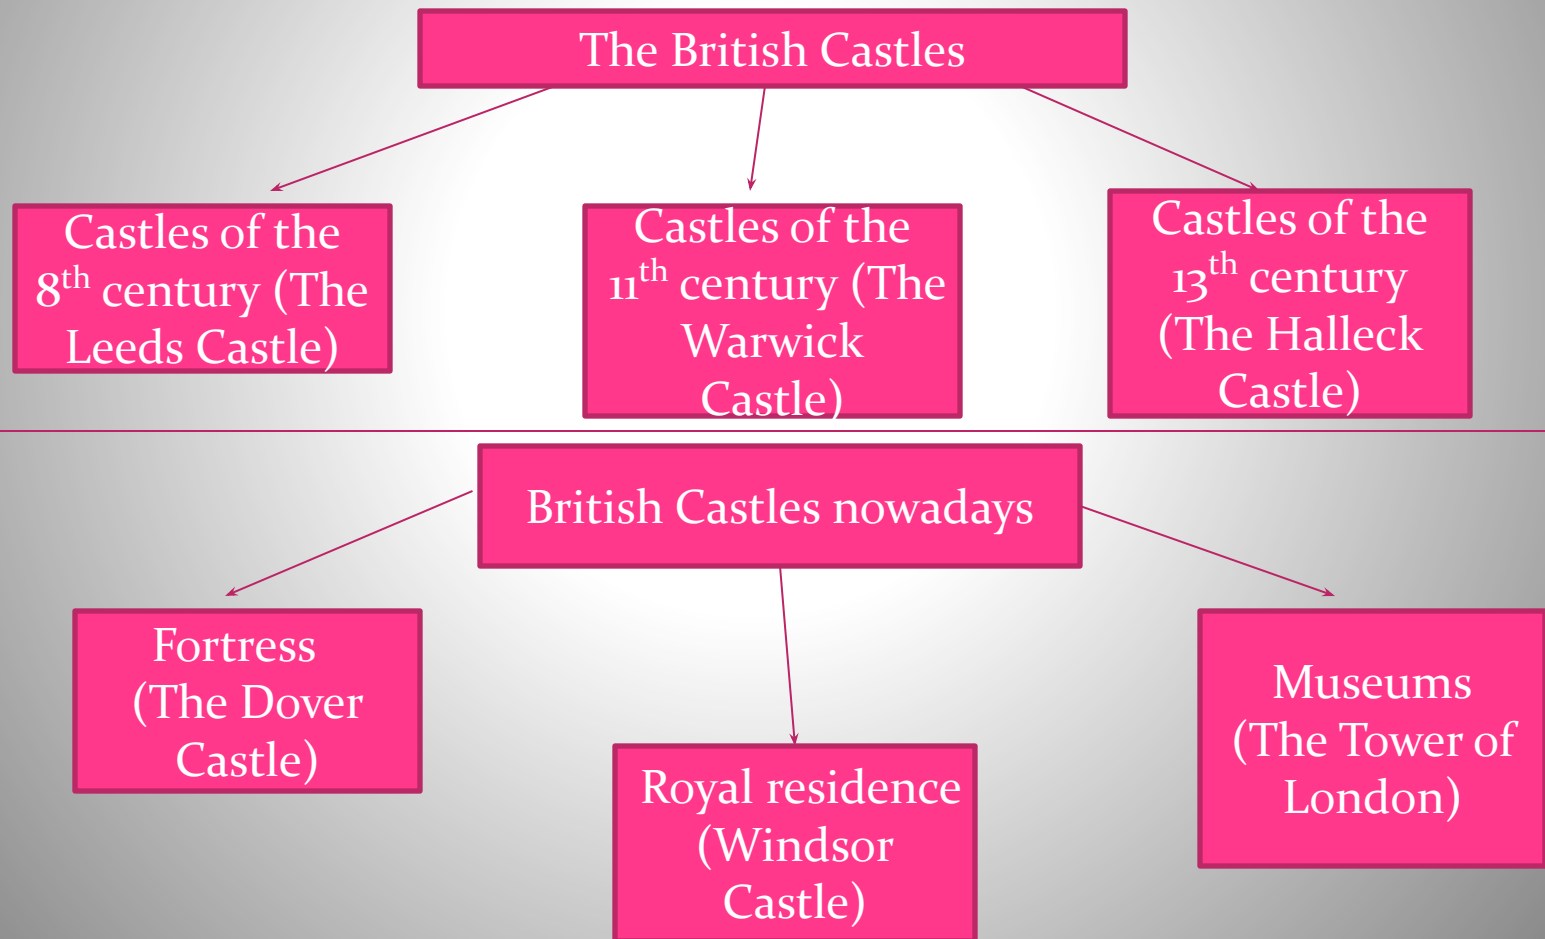 The British Castles
Castles of the
8th century (The
Leeds Castle)
Castles of the
11th century (The
Warwick
Castle)
Castles of the
13th century
(The Halleck
Castle)
British Castles nowadays
Fortress
(The Dover
Castle)
Royal residence
(Windsor
Castle)
Museums
(The Tower of
London)